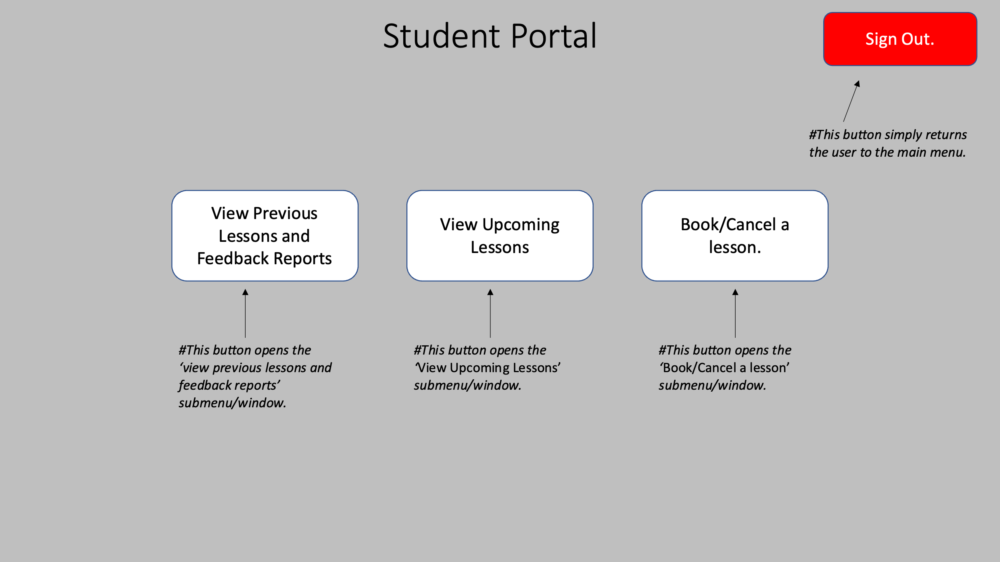 Student Portal
Sign Out.
#This button simply returns
the user to the main menu.
View Previous
Lessons and
Feedback Reports
View Upcoming
Lessons
Book/Cancel a
lesson.
#This button opens the
‘view previous lessons and
feedback reports’
submenu/window.
#This button opens the
‘View Upcoming Lessons’
submenu/window.
#This button opens the
‘Book/Cancel a lesson’
submenu/window.